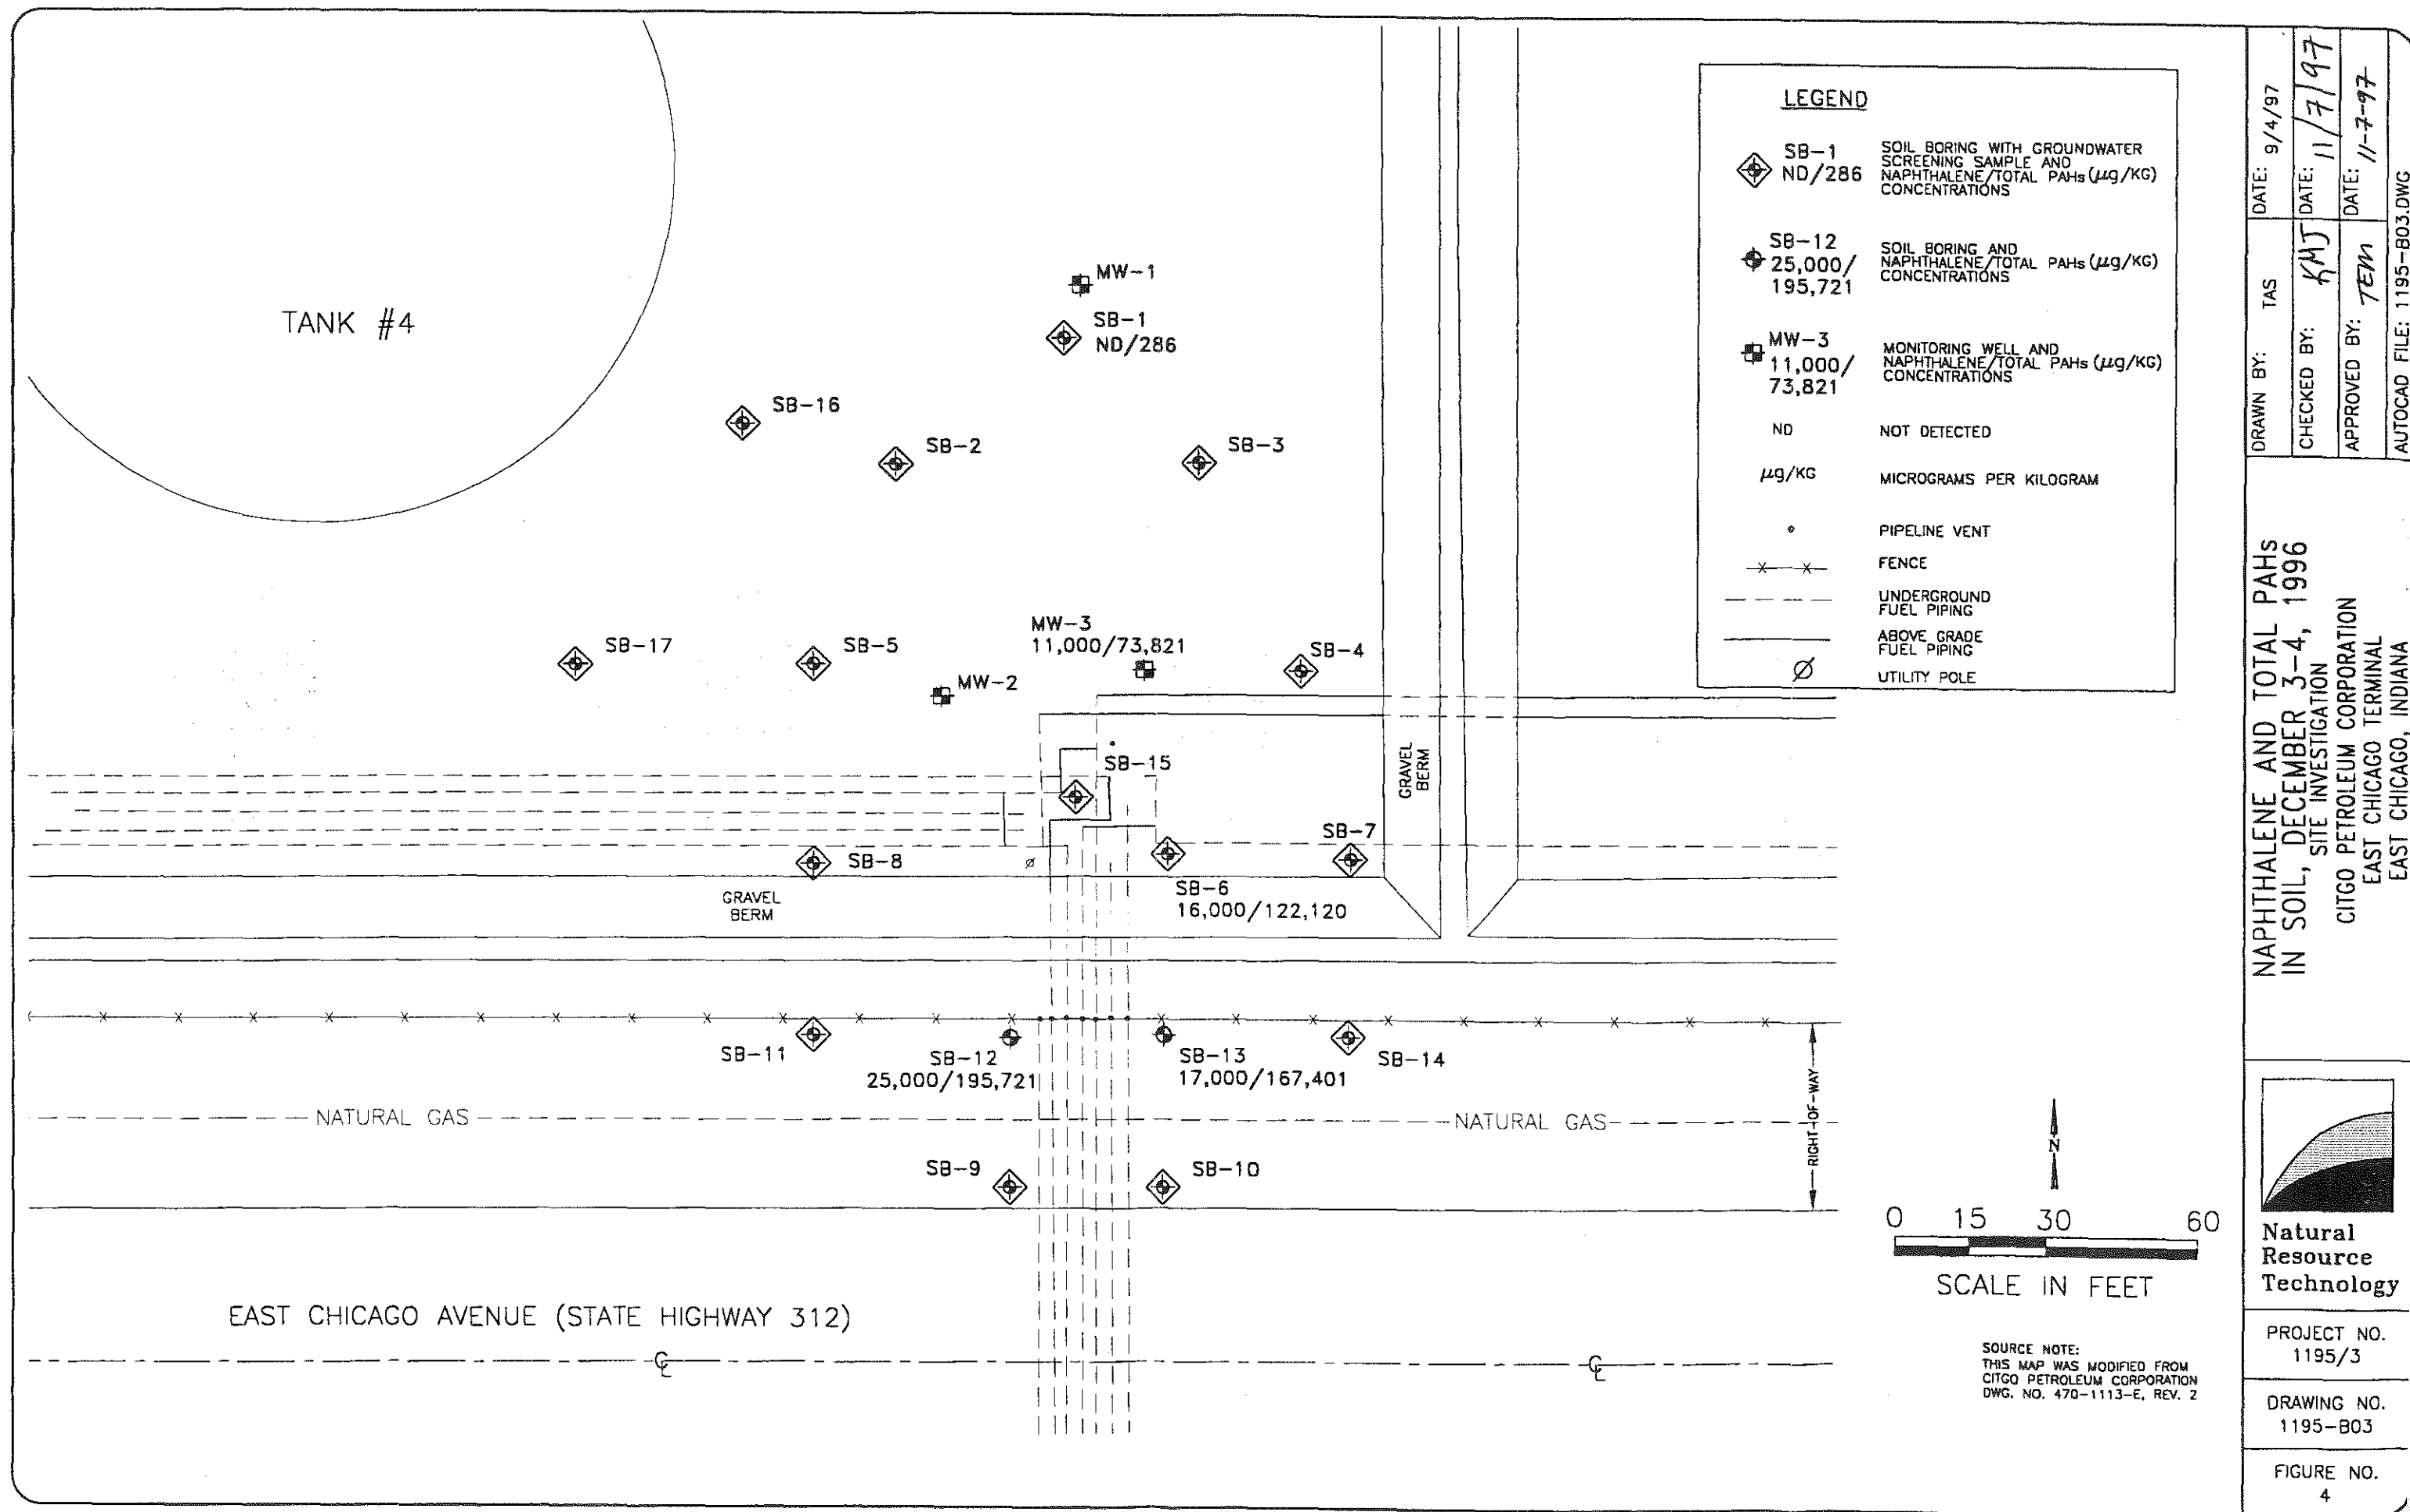 TANK #4
MW-1
SB-1
ND/286
SB-16
SB-2
SB-3
SB-17
SB-5
MW-2
MW-3
11,000/73,821
SB-4
SB-15
GRAVEL
BERM
SB-8
SB-7
SB-6
16,000/122,120
GRAVEL
BERM
SB-11
SB-12
25,000/195,721
SB-13
17,000/167,401
SB-14
NATURAL GAS
NATURAL GAS
RIGHT-OF-WAY
SB-9
SB-10
EAST CHICAGO AVENUE (STATE HIGHWAY 312)
LEGEND
SB-1
ND/286
SOIL BORING WITH GROUNDWATER
SCREENING SAMPLE AND
NAPHTHALENE/TOTAL PAHs (µg/KG)
CONCENTRATIONS
SB-12
25,000/
195,721
SOIL BORING AND
NAPHTHALENE/TOTAL PAHs (µg/KG)
CONCENTRATIONS
MW-3
11,000/
73,821
MONITORING WELL AND
NAPHTHALENE/TOTAL PAHs (µg/KG)
CONCENTRATIONS
ND NOT DETECTED
µg/KG MICROGRAMS PER KILOGRAM
PIPELINE VENT
FENCE
UNDERGROUND
FUEL PIPING
ABOVE GRADE
FUEL PIPING
UTILITY POLE
N
0 15 30 60
SCALE IN FEET
SOURCE NOTE:
THIS MAP WAS MODIFIED FROM
CITGO PETROLEUM CORPORATION
DWG. NO. 470-1113-E, REV. 2
DRAWN BY: TAS DATE: 9/4/97
CHECKED BY: KMJ DATE: 11/7/97
APPROVED BY: TEM DATE: 11-7-97
AUTOCAD FILE: 1195-B03.DWG
NAPHTHALENE AND TOTAL PAHs
IN SOIL, DECEMBER 3-4, 1996
SITE INVESTIGATION
CITGO PETROLEUM CORPORATION
EAST CHICAGO TERMINAL
EAST CHICAGO, INDIANA
Natural
Resource
Technology
PROJECT NO.
1195/3
DRAWING NO.
1195-B03
FIGURE NO.
4